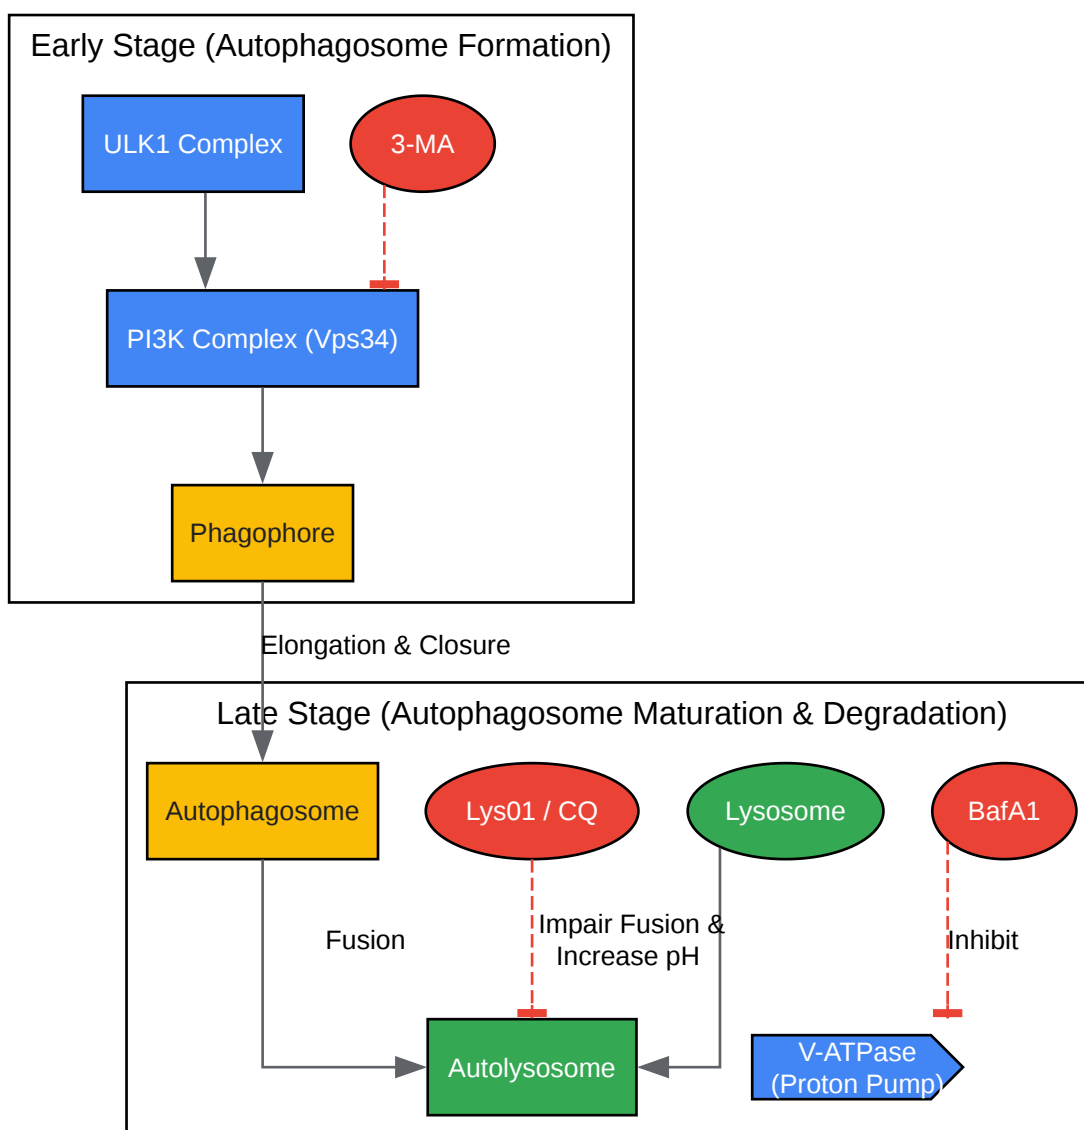 Early Stage (Autophagosome Formation)
ULK1 Complex
3-MA
PI3K Complex (Vps34)
Phagophore
Elongation & Closure
Late Stage (Autophagosome Maturation & Degradation)
Autophagosome
Lys01 / CQ
Lysosome
BafA1
Fusion
Impair Fusion &
Increase pH
Inhibit
Autolysosome
V-ATPase
(Proton Pump)